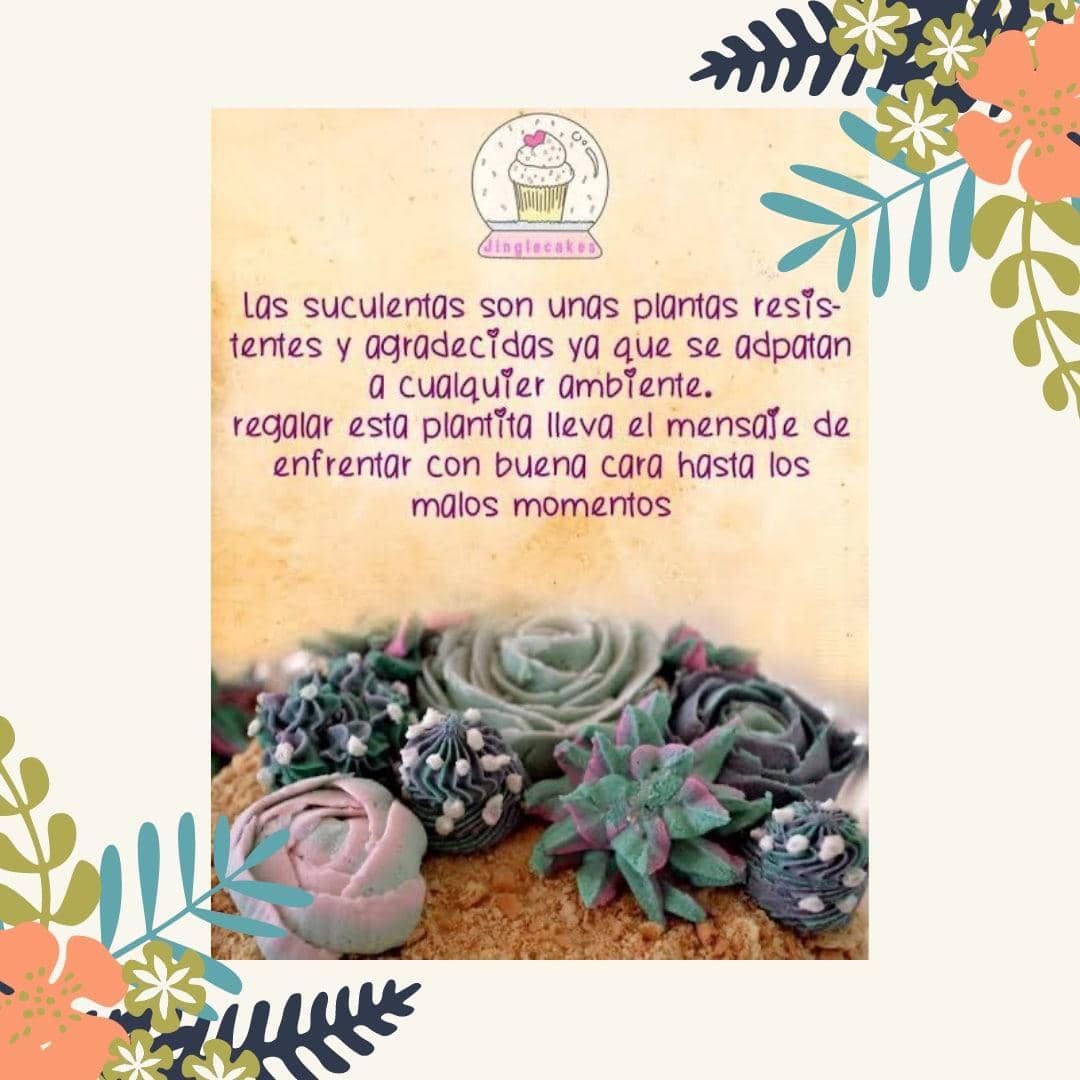 Jinglecakes
Las suculentas son unas plantas resis-
tentes y agradecidas ya que se adpatan
a cualquier ambiente.
regalar esta plantita lleva el mensaje de
enfrentar con buena cara hasta los
malos momentos